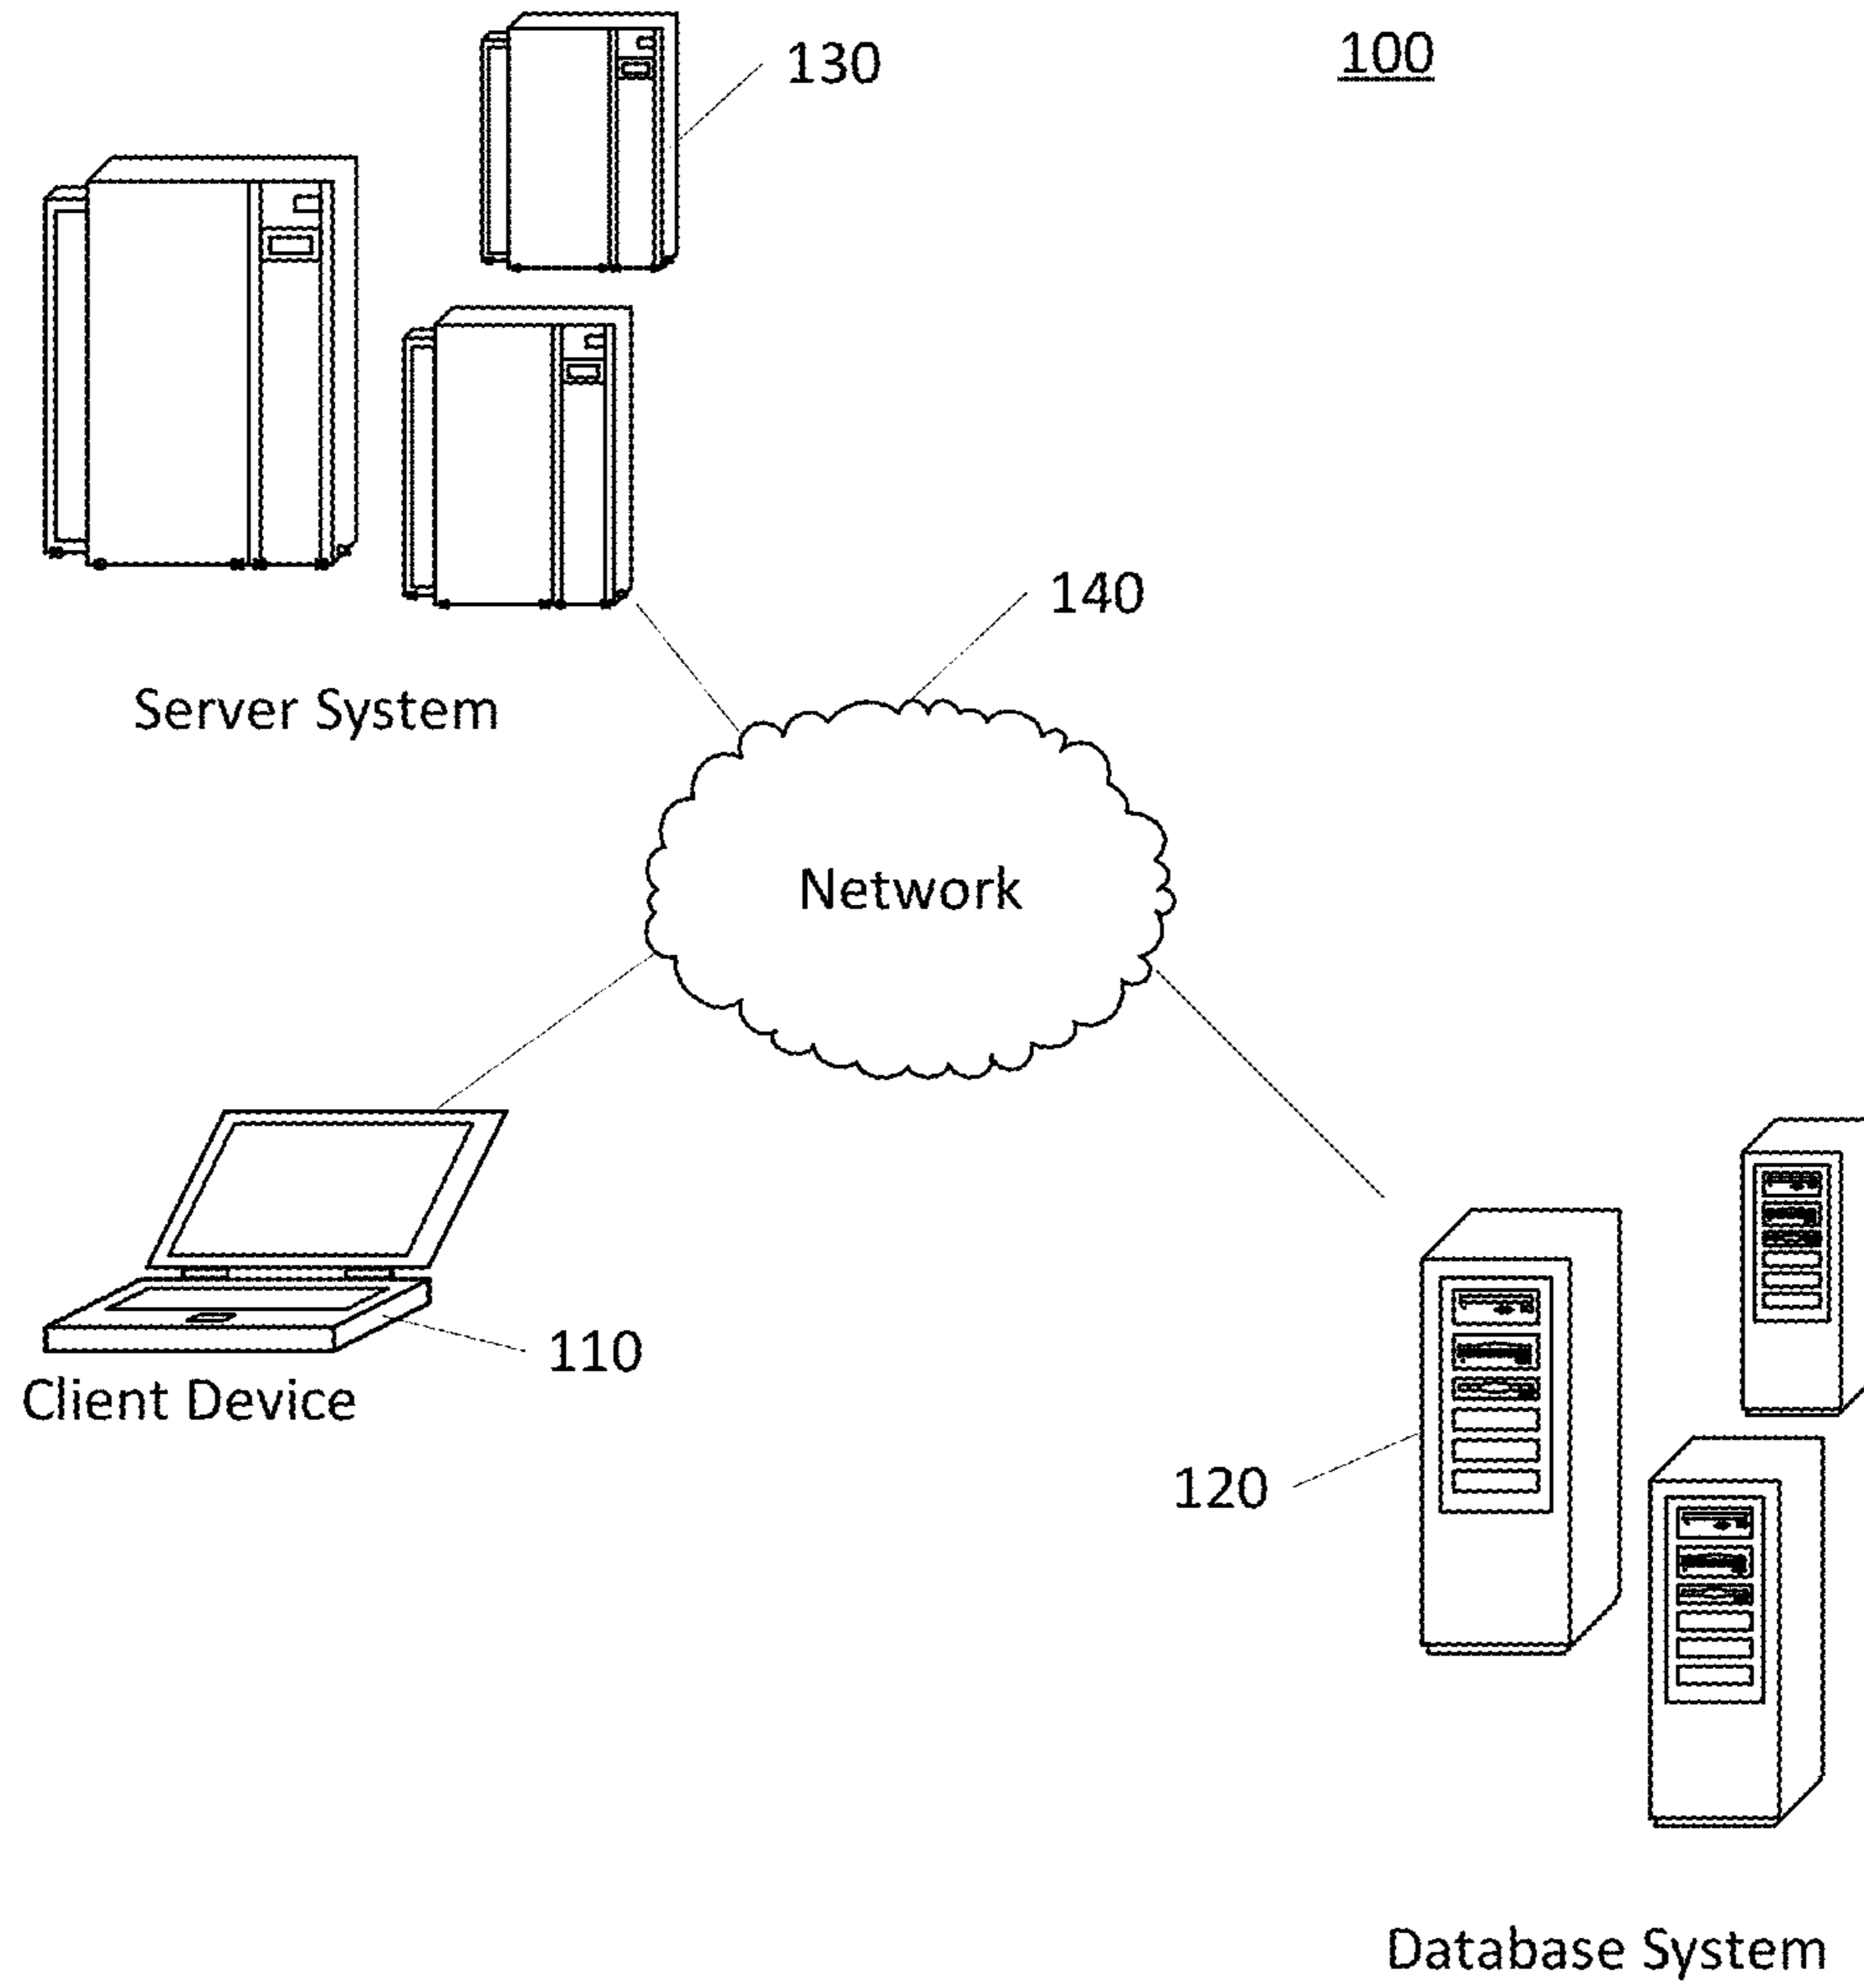 130
100
140
Server System
Network
110
Client Device
120
Database System